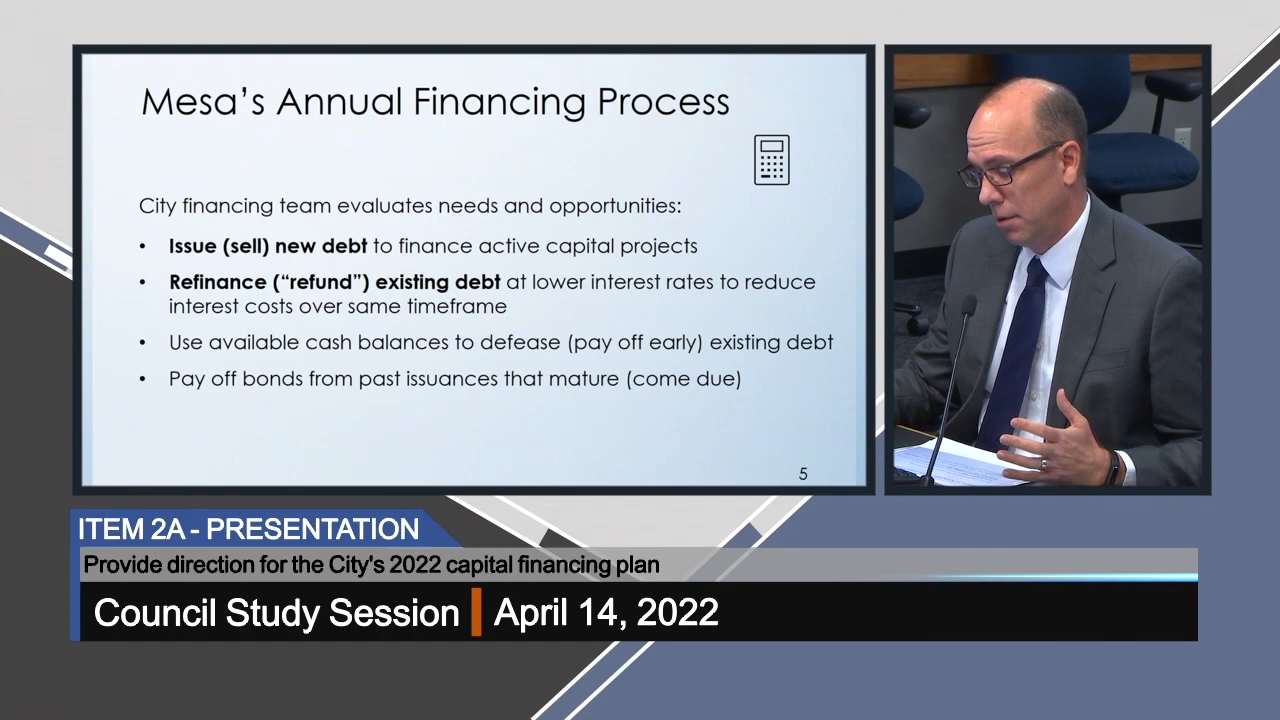 Mesa's Annual Financing Process
City financing team evaluates needs and opportunities:
• Issue (sell) new debt to finance active capital projects
• Refinance (“refund”) existing debt at lower interest rates to reduce
interest costs over same timeframe
• Use available cash balances to defease (pay off early) existing debt
• Pay off bonds from past issuances that mature (come due)
5
ITEM 2A - PRESENTATION
Provide direction for the City's 2022 capital financing plan
Council Study Session | April 14, 2022